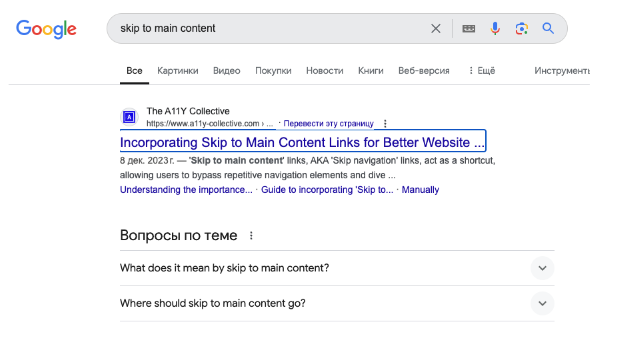 Google
skip to main content
Все Картинки Видео Покупки Новости Книги Веб-версия Ещё Инструменты
The A11Y Collective
https://www.a11y-collective.com › ... · Перевести эту страницу
Incorporating Skip to Main Content Links for Better Website ...
8 дек. 2023 г. — 'Skip to main content' links, AKA 'Skip navigation' links, act as a shortcut,
allowing users to bypass repetitive navigation elements and dive ...
Understanding the importance... · Guide to incorporating 'Skip to... · Manually
Вопросы по теме
What does it mean by skip to main content?
Where should skip to main content go?